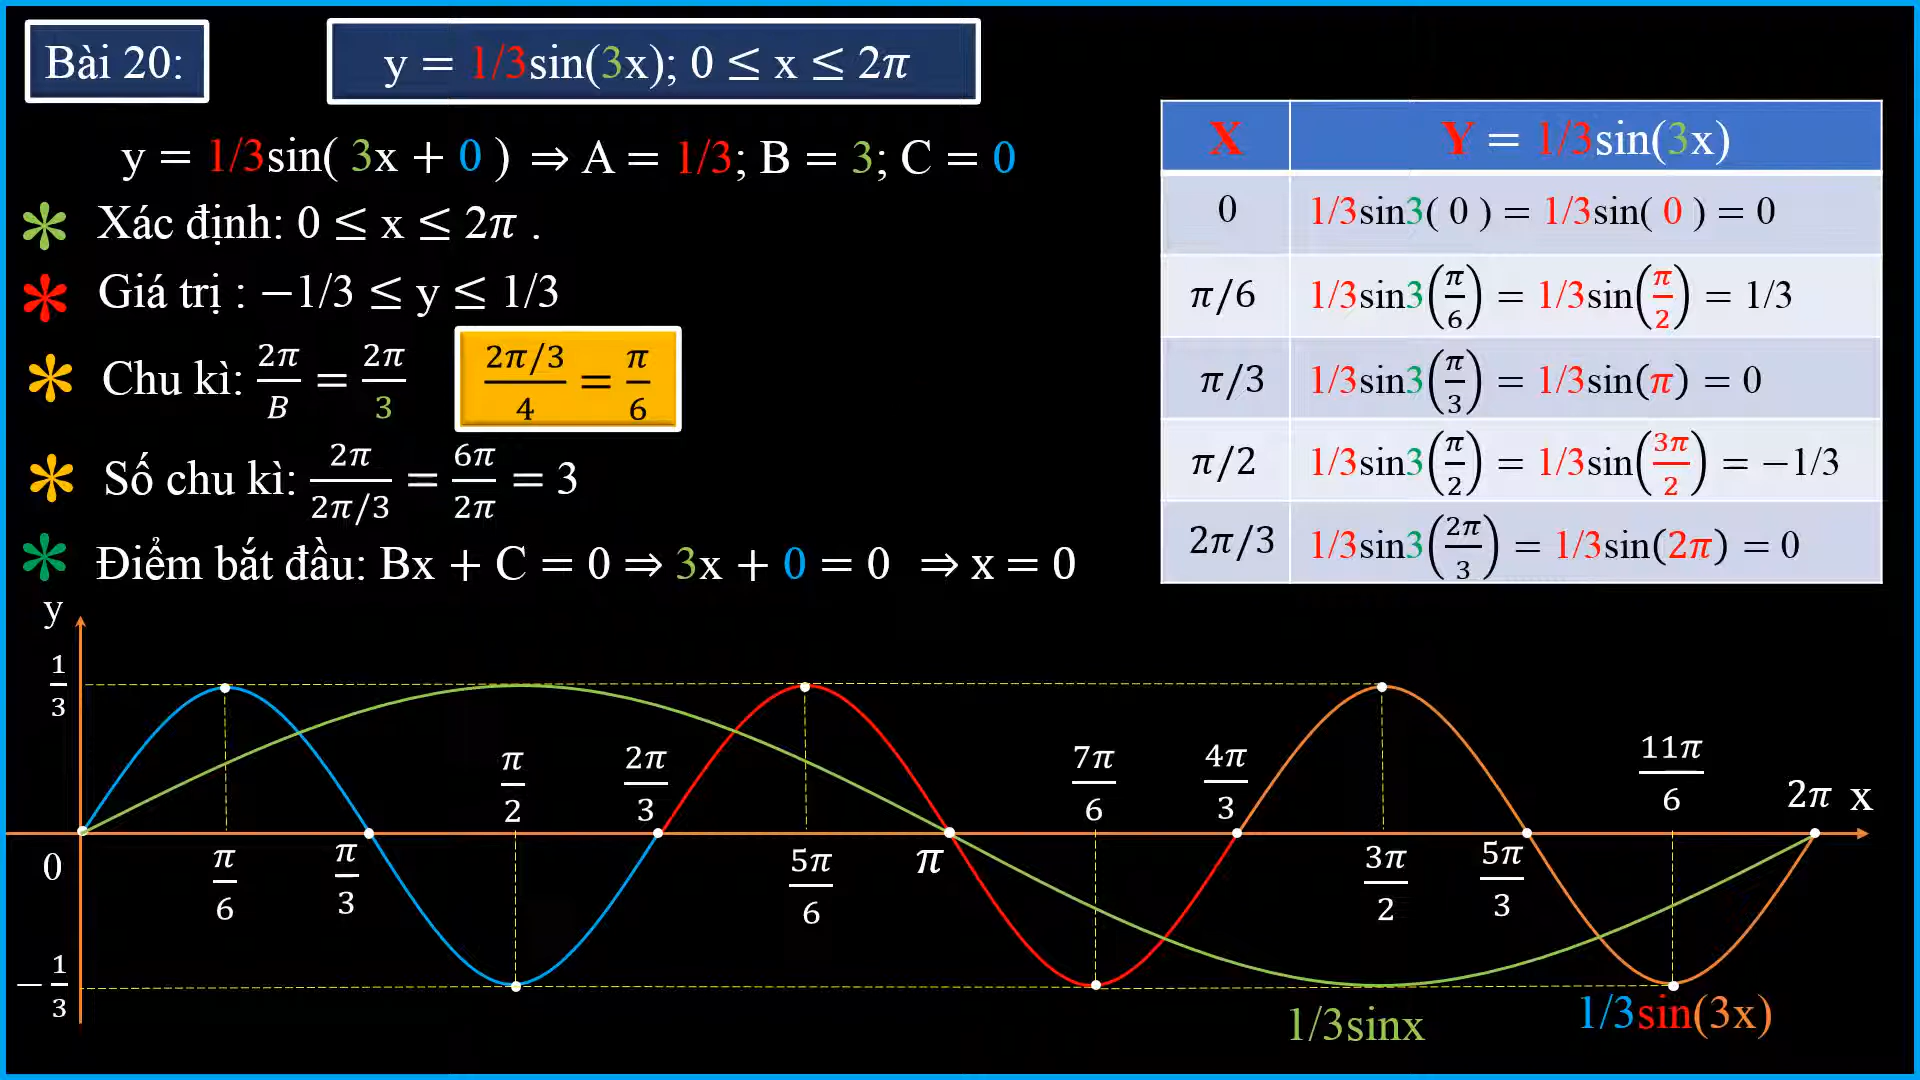 Bài 20:
y = 1/3sin(3x); 0 ≤ x ≤ 2π
y = 1/3sin( 3x + 0 ) ⇒ A = 1/3; B = 3; C = 0
Xác định: 0 ≤ x ≤ 2π .
Giá trị : −1/3 ≤ y ≤ 1/3
Chu kì: 2π/B = 2π/3
(2π/3)/4 = π/6
Số chu kì: 2π/(2π/3) = 6π/2π = 3
Điểm bắt đầu: Bx + C = 0 ⇒ 3x + 0 = 0 ⇒ x = 0
X Y = 1/3sin(3x)
0 1/3sin3( 0 ) = 1/3sin( 0 ) = 0
π/6 1/3sin3(π/6) = 1/3sin(π/2) = 1/3
π/3 1/3sin3(π/3) = 1/3sin(π) = 0
π/2 1/3sin3(π/2) = 1/3sin(3π/2) = −1/3
2π/3 1/3sin3(2π/3) = 1/3sin(2π) = 0
y
1/3
π/2 2π/3 7π/6 4π/3 11π/6 2π x
0 π/6 π/3 5π/6 π 3π/2 5π/3
−1/3
1/3sinx
1/3sin(3x)